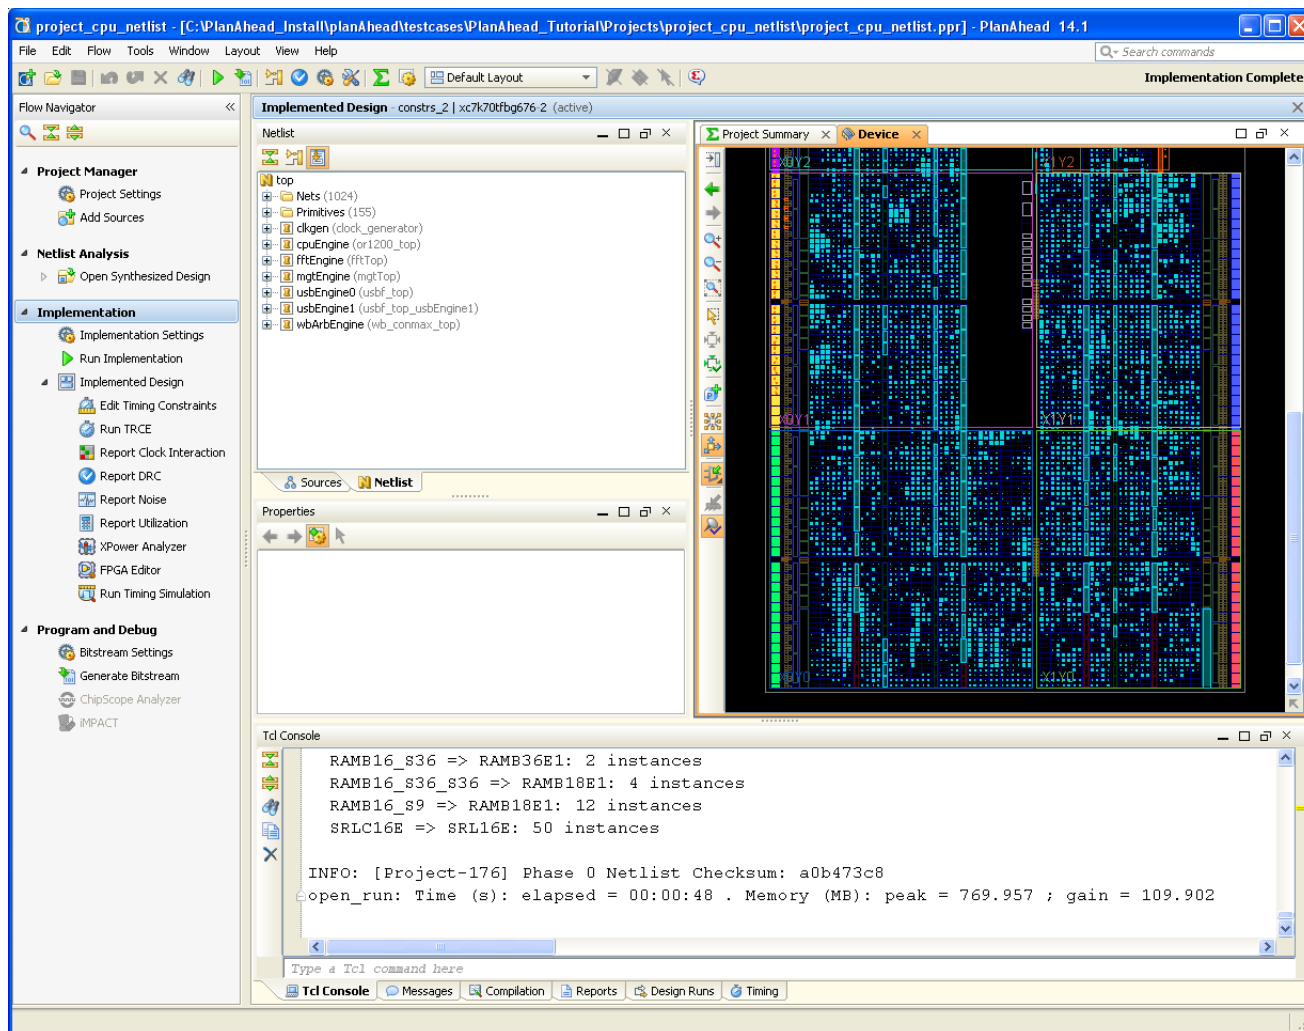 project_cpu_netlist - [C:\PlanAhead_Install\planAhead\testcases\PlanAhead_Tutorial\Projects\project_cpu_netlist\project_cpu_netlist.ppr] - PlanAhead 14.1
File Edit Flow Tools Window Layout View Help
Search commands
Default Layout
Implementation Complete
Flow Navigator
Project Manager
Project Settings
Add Sources
Netlist Analysis
Open Synthesized Design
Implementation
Implementation Settings
Run Implementation
Implemented Design
Edit Timing Constraints
Run TRCE
Report Clock Interaction
Report DRC
Report Noise
Report Utilization
XPower Analyzer
FPGA Editor
Run Timing Simulation
Program and Debug
Bitstream Settings
Generate Bitstream
ChipScope Analyzer
iMPACT
Implemented Design - constrs_2 | xc7k70tfbg676-2 (active)
Netlist
top
Nets (1024)
Primitives (155)
clkgen (clock_generator)
cpuEngine (or1200_top)
fftEngine (fftTop)
mgtEngine (mgtTop)
usbEngine0 (usbf_top)
usbEngine1 (usbf_top_usbEngine1)
wbArbEngine (wb_conmax_top)
Sources Netlist
Properties
Project Summary Device
X0Y2 X1Y2
X0Y1 X1Y1
X0Y0 X1Y0
Tcl Console
RAMB16_S36 => RAMB36E1: 2 instances
RAMB16_S36_S36 => RAMB18E1: 4 instances
RAMB16_S9 => RAMB18E1: 12 instances
SRLC16E => SRL16E: 50 instances
INFO: [Project-176] Phase 0 Netlist Checksum: a0b473c8
open_run: Time (s): elapsed = 00:00:48 . Memory (MB): peak = 769.957 ; gain = 109.902
Type a Tcl command here
Tcl Console Messages Compilation Reports Design Runs Timing